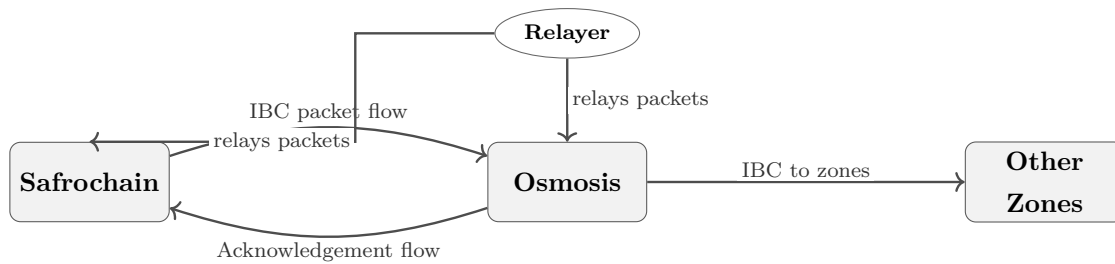 Relayer
relays packets
IBC packet flow
relays packets
Safrochain
Osmosis
IBC to zones
Other
Zones
Acknowledgement flow